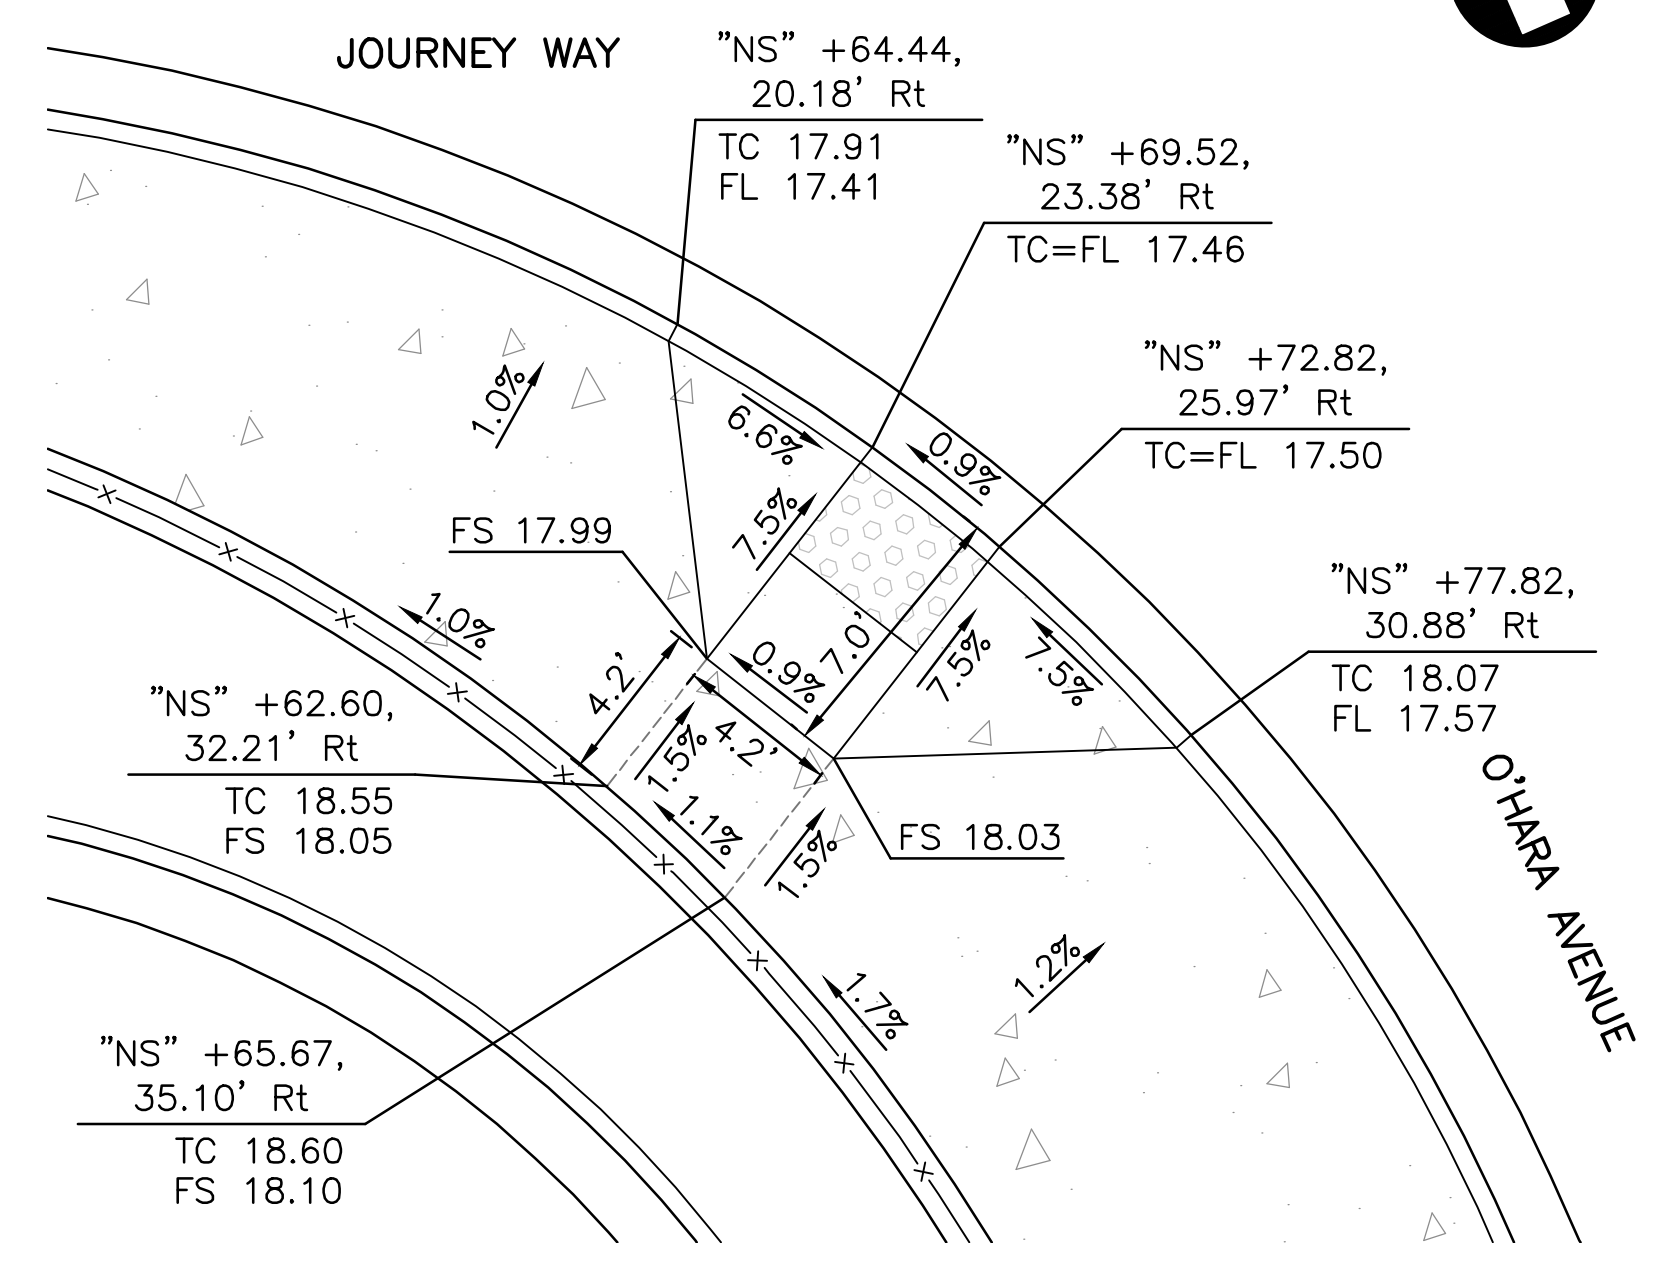 JOURNEY WAY
"NS" +64.44,
20.18' Rt
TC 17.91
FL 17.41
"NS" +69.52,
23.38' Rt
TC=FL 17.46
"NS" +72.82,
25.97' Rt
TC=FL 17.50
1.0%
6.6%
0.9%
7.5%
FS 17.99
"NS" +77.82,
30.88' Rt
TC 18.07
FL 17.57
1.0%
4.2'
0.9%
7.0'
7.5%
7.5%
"NS" +62.60,
32.21' Rt
TC 18.55
FS 18.05
1.5%
4.2'
1.1%
1.5%
FS 18.03
O'HARA AVENUE
1.7%
1.2%
"NS" +65.67,
35.10' Rt
TC 18.60
FS 18.10